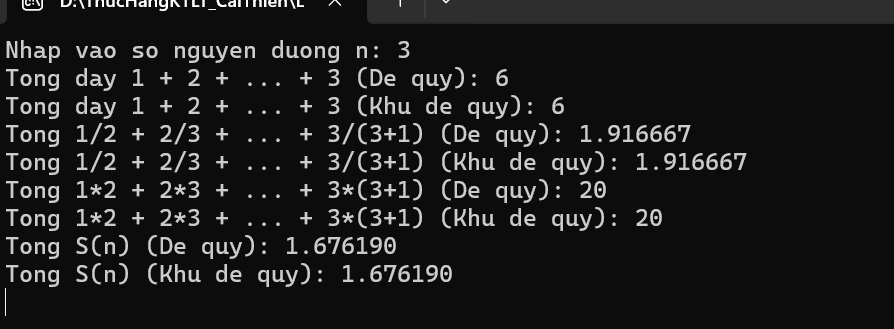 D:\ThucHangKTLT_CaiThien\L
Nhap vao so nguyen duong n: 3
Tong day 1 + 2 + ... + 3 (De quy): 6
Tong day 1 + 2 + ... + 3 (Khu de quy): 6
Tong 1/2 + 2/3 + ... + 3/(3+1) (De quy): 1.916667
Tong 1/2 + 2/3 + ... + 3/(3+1) (Khu de quy): 1.916667
Tong 1*2 + 2*3 + ... + 3*(3+1) (De quy): 20
Tong 1*2 + 2*3 + ... + 3*(3+1) (Khu de quy): 20
Tong S(n) (De quy): 1.676190
Tong S(n) (Khu de quy): 1.676190